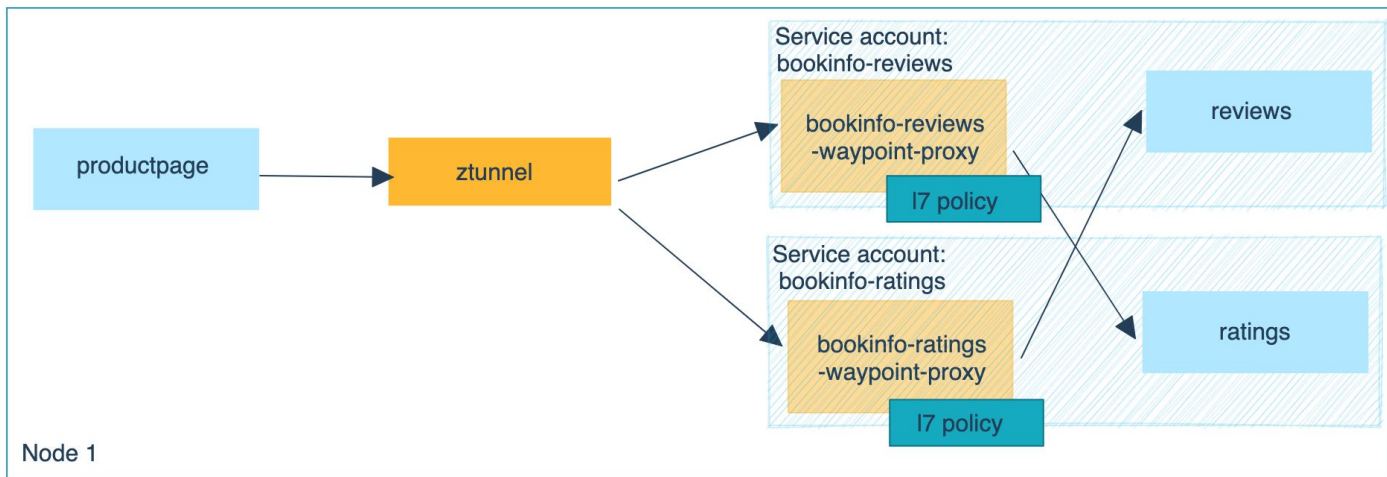 productpage
ztunnel
Service account:
bookinfo-reviews
bookinfo-reviews
-waypoint-proxy
l7 policy
reviews
Service account:
bookinfo-ratings
bookinfo-ratings
-waypoint-proxy
l7 policy
ratings
Node 1